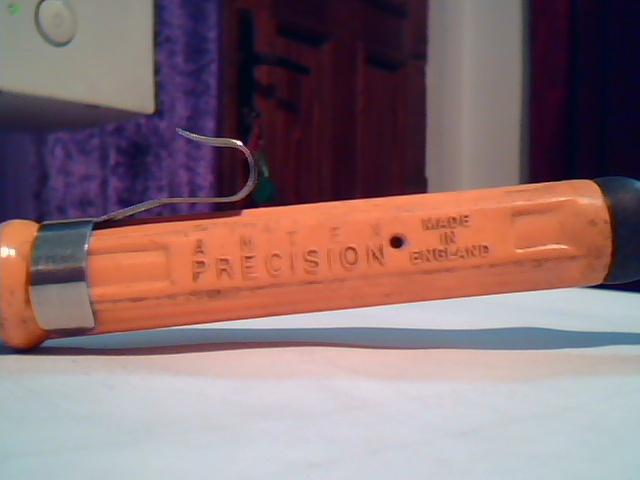 ANTEX
PRECISION
MADE
IN
ENGLAND